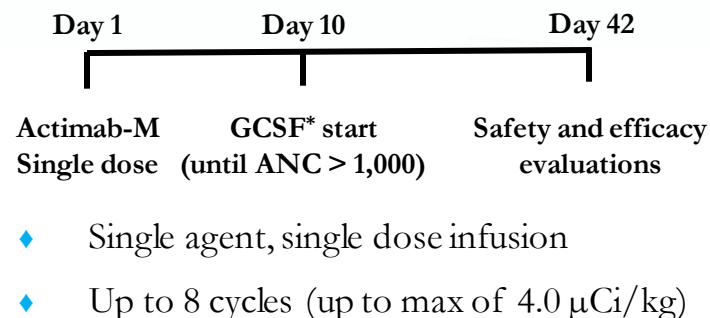 Day 1 Day 10 Day 42
Actimab-M GCSF* start Safety and efficacy
Single dose (until ANC > 1,000) evaluations
♦ Single agent, single dose infusion
♦ Up to 8 cycles (up to max of 4.0 μCi/kg)